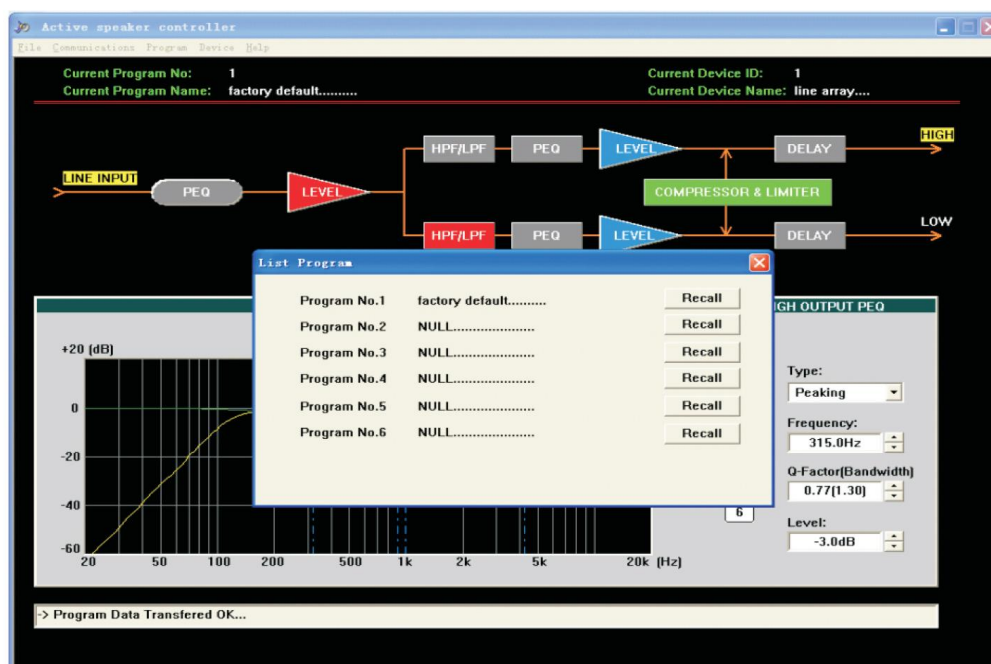 Active speaker controller
File Communications Program Device Help
Current Program No: 1
Current Program Name: factory default..........
Current Device ID: 1
Current Device Name: line array....
LINE INPUT
PEQ
LEVEL
HPF/LPF
PEQ
LEVEL
DELAY
HIGH
COMPRESSOR & LIMITER
HPF/LPF
PEQ
LEVEL
DELAY
LOW
List Program
Program No.1 factory default.......... Recall
Program No.2 NULL..................... Recall
Program No.3 NULL..................... Recall
Program No.4 NULL..................... Recall
Program No.5 NULL..................... Recall
Program No.6 NULL..................... Recall
OUTPUT PEQ
+20 (dB)
0
-20
-40
-60
20 50 100 200 500 1k 2k 5k 20k (Hz)
6
Type:
Peaking
Frequency:
315.0Hz
Q-Factor(Bandwidth)
0.77(1.30)
Level:
-3.0dB
-> Program Data Transfered OK...